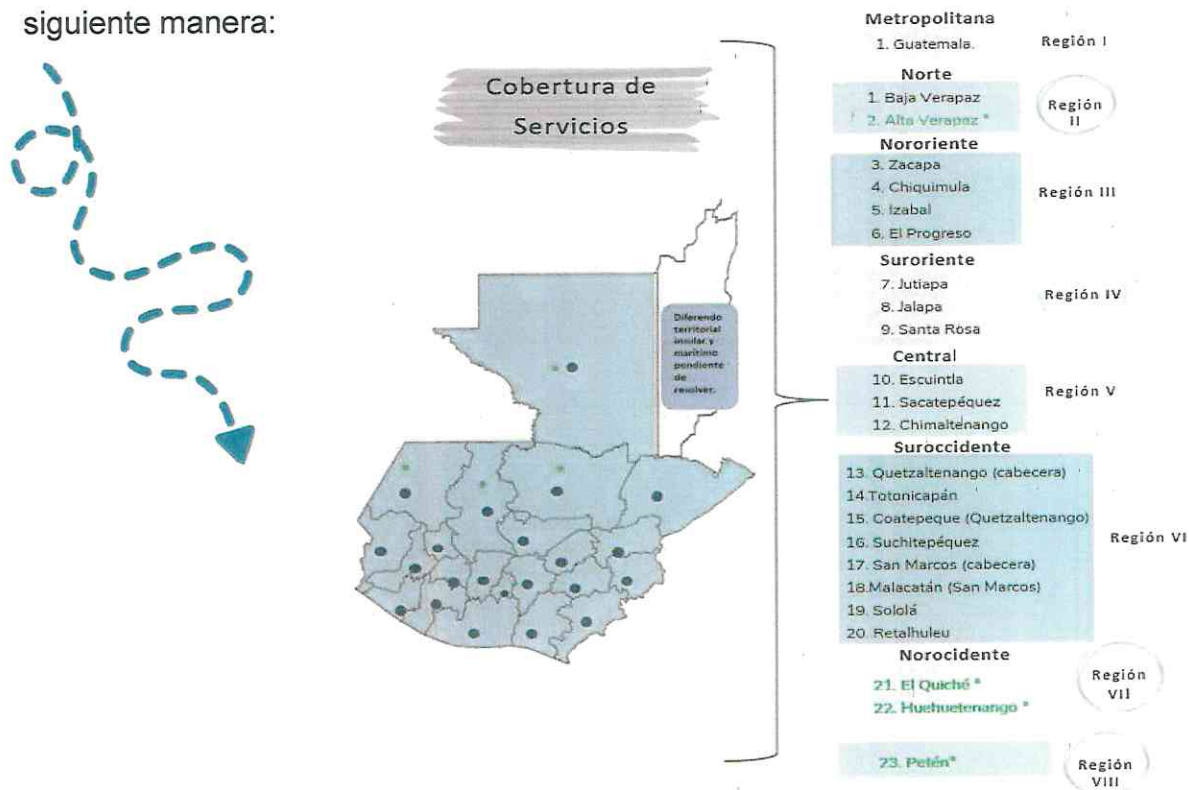 siguiente manera:
Cobertura de
Servicios
Diferendo
territorial
insular y
marítimo
pendiente
de
resolver.
Metropolitana
1. Guatemala.
Región I
Norte
1. Baja Verapaz
2. Alta Verapaz *
Región
II
Nororiente
3. Zacapa
4. Chiquimula
5. Izabal
6. El Progreso
Región III
Suroriente
7. Jutiapa
8. Jalapa
9. Santa Rosa
Región IV
Central
10. Escuintla
11. Sacatepéquez
12. Chimaltenango
Región V
Suroccidente
13. Quetzaltenango (cabecera)
14.Totonicapán
15. Coatepeque (Quetzaltenango)
16. Suchitepéquez
17. San Marcos (cabecera)
18.Malacatán (San Marcos)
19. Sololá
20. Retalhuleu
Región VI
Norocidente
21. El Quiché *
22. Huehuetenango *
Región
VII
23. Petén*
Región
VIII